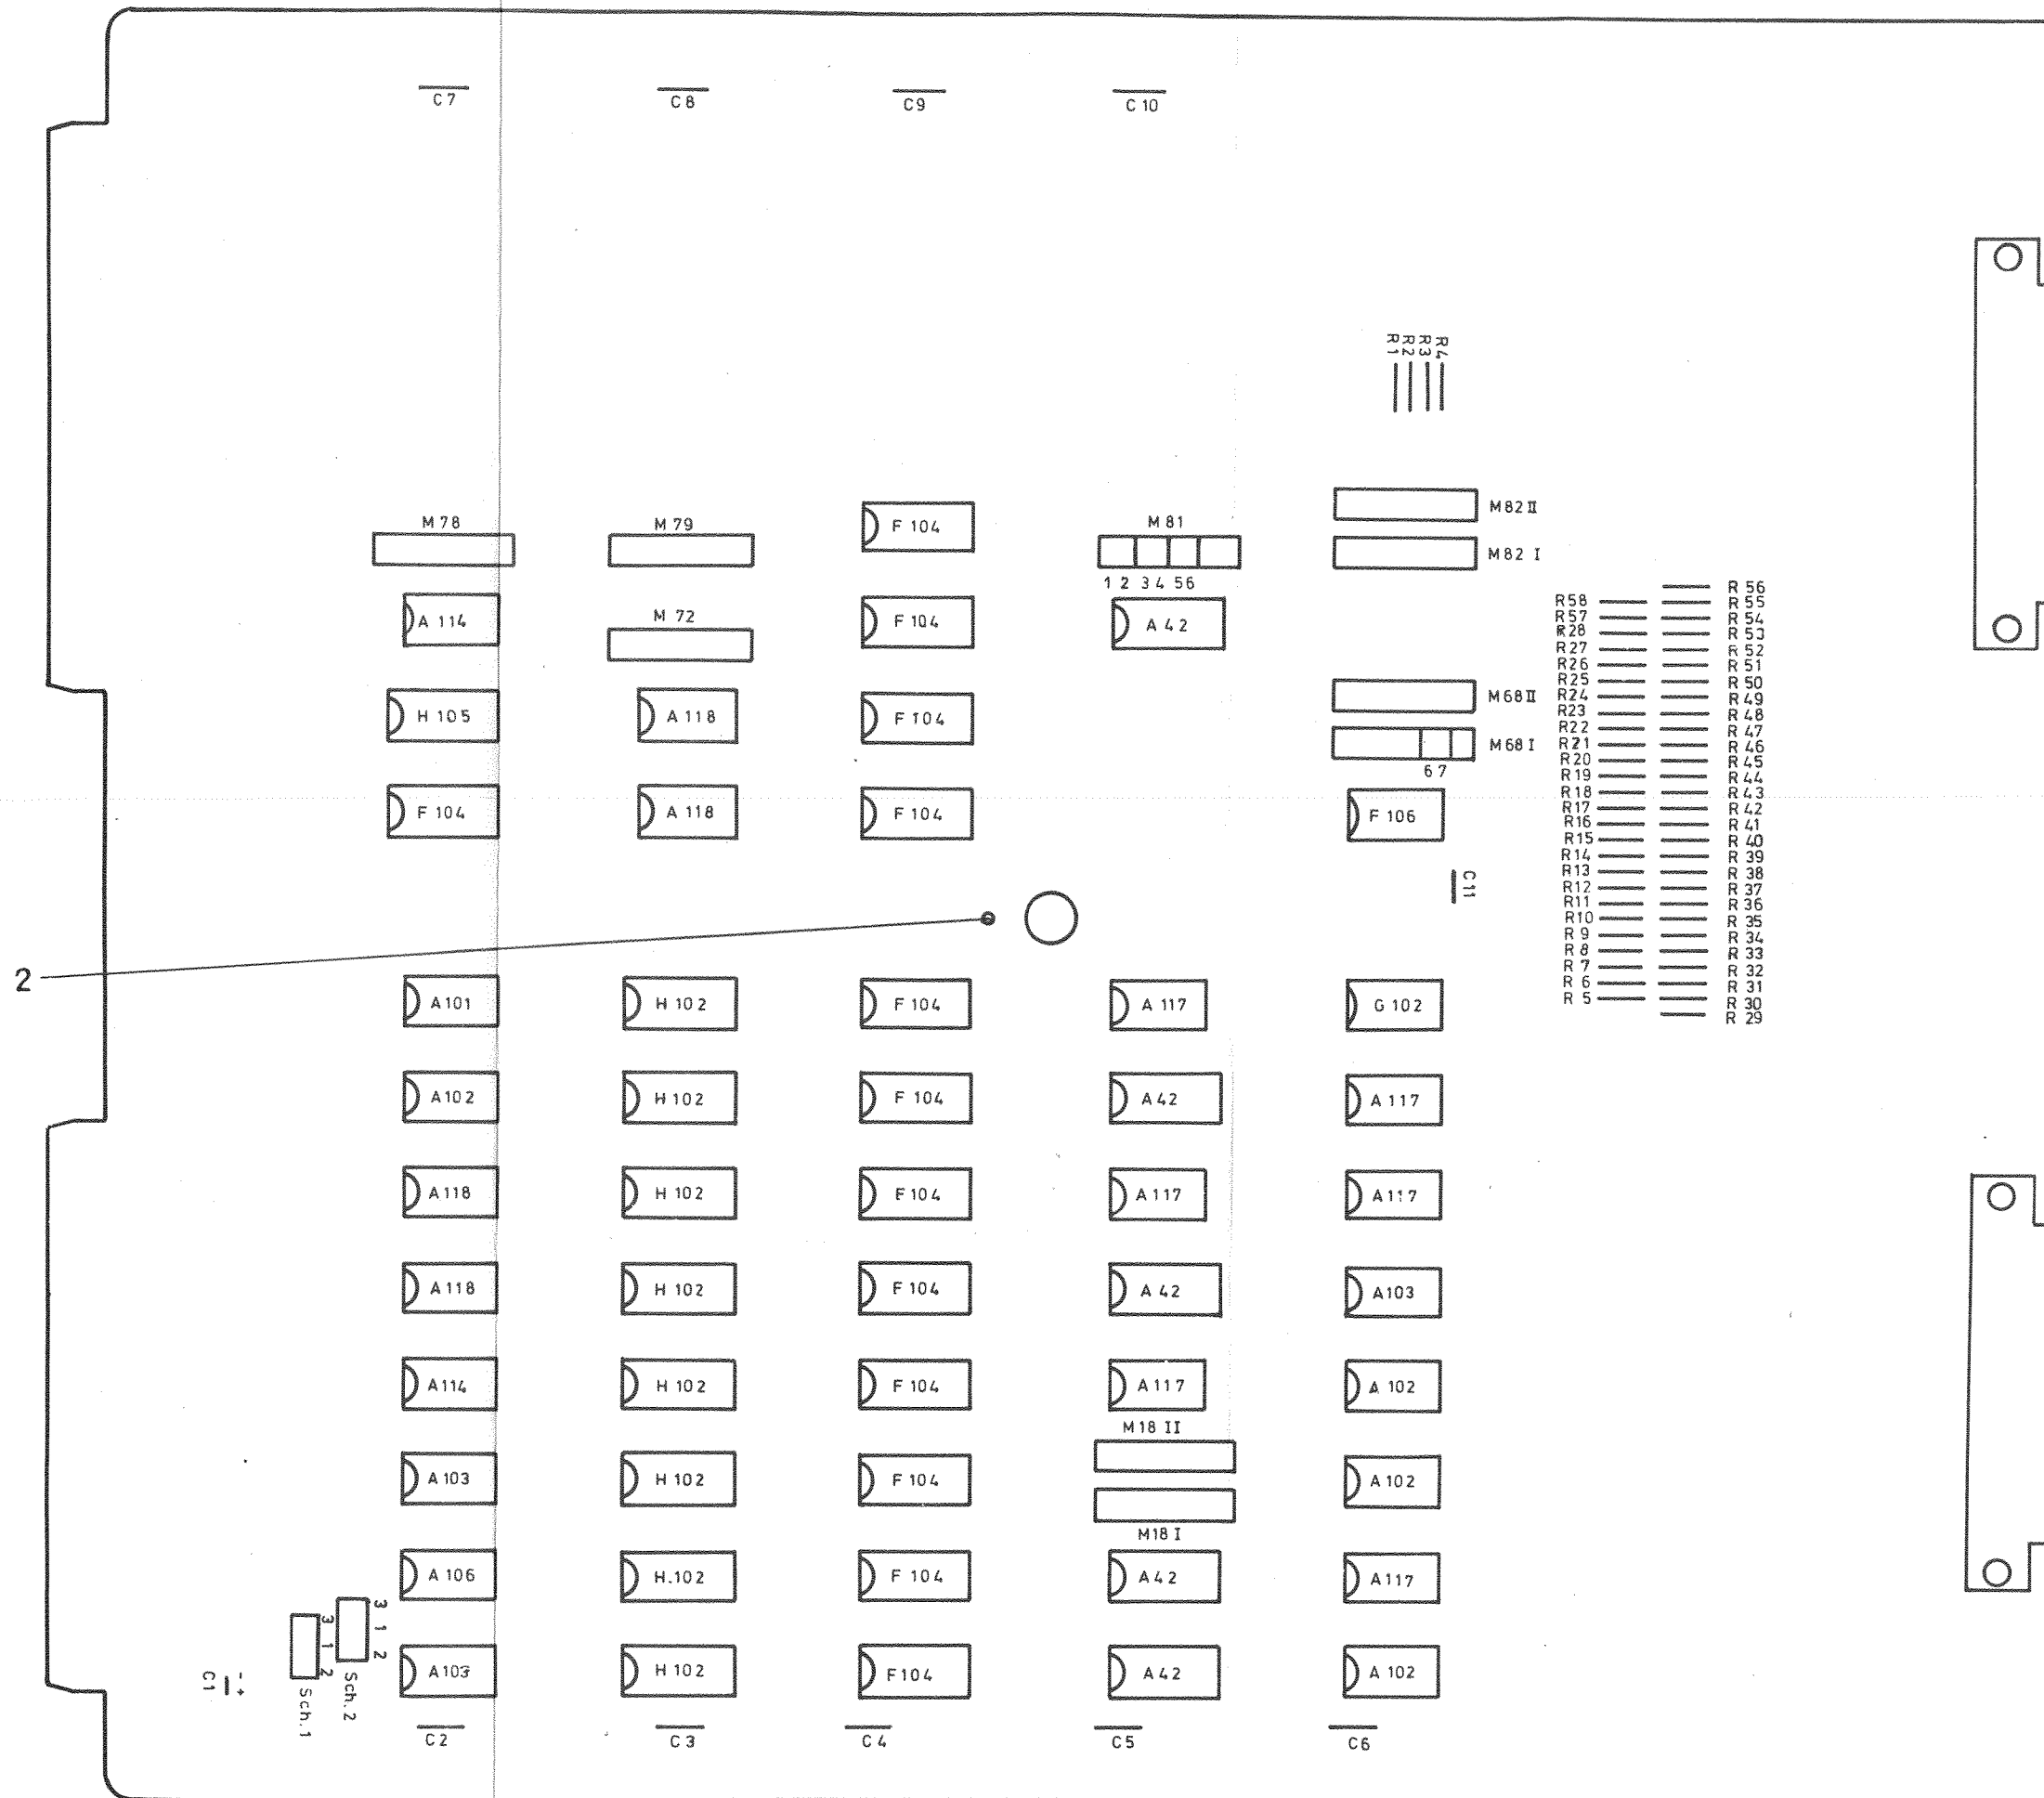 C7 C8 C9 C10
R1 R2 R3 R4
M82 II
M78 M79 F 104 M 81
M82 I
1 2 3 4 5 6
A 114 M 72 F 104 A 42
H 105 A 118 F 104 M68 II
M68 I
6 7
F 104 A 118 F 104 F 106
C11
R58
R57
R28
R27
R26
R25
R24
R23
R22
R21
R20
R19
R18
R17
R16
R15
R14
R13
R12
R11
R10
R 9
R 8
R 7
R 6
R 5
R 56
R 55
R 54
R 53
R 52
R 51
R 50
R 49
R 48
R 47
R 46
R 45
R 44
R 43
R 42
R 41
R 40
R 39
R 38
R 37
R 36
R 35
R 34
R 33
R 32
R 31
R 30
R 29
2
A101 H 102 F 104 A 117 G 102
A102 H 102 F 104 A 42 A 117
A118 H 102 F 104 A117 A117
A118 H 102 F 104 A 42 A103
A114 H 102 F 104 A117 A 102
M18 II
A103 H 102 F 104 A 102
M18 I
A 106 H.102 F 104 A42 A117
3 1 2
Sch.2
3 1 2
Sch.1
A103 H 102 F104 A42 A 102
C1 - +
C2 C3 C4 C5 C6